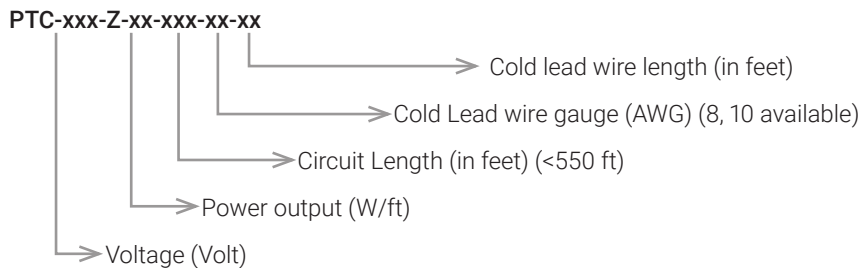 PTC-xxx-Z-xx-xxx-xx-xx
Cold lead wire length (in feet)
Cold Lead wire gauge (AWG) (8, 10 available)
Circuit Length (in feet) (<550 ft)
Power output (W/ft)
Voltage (Volt)